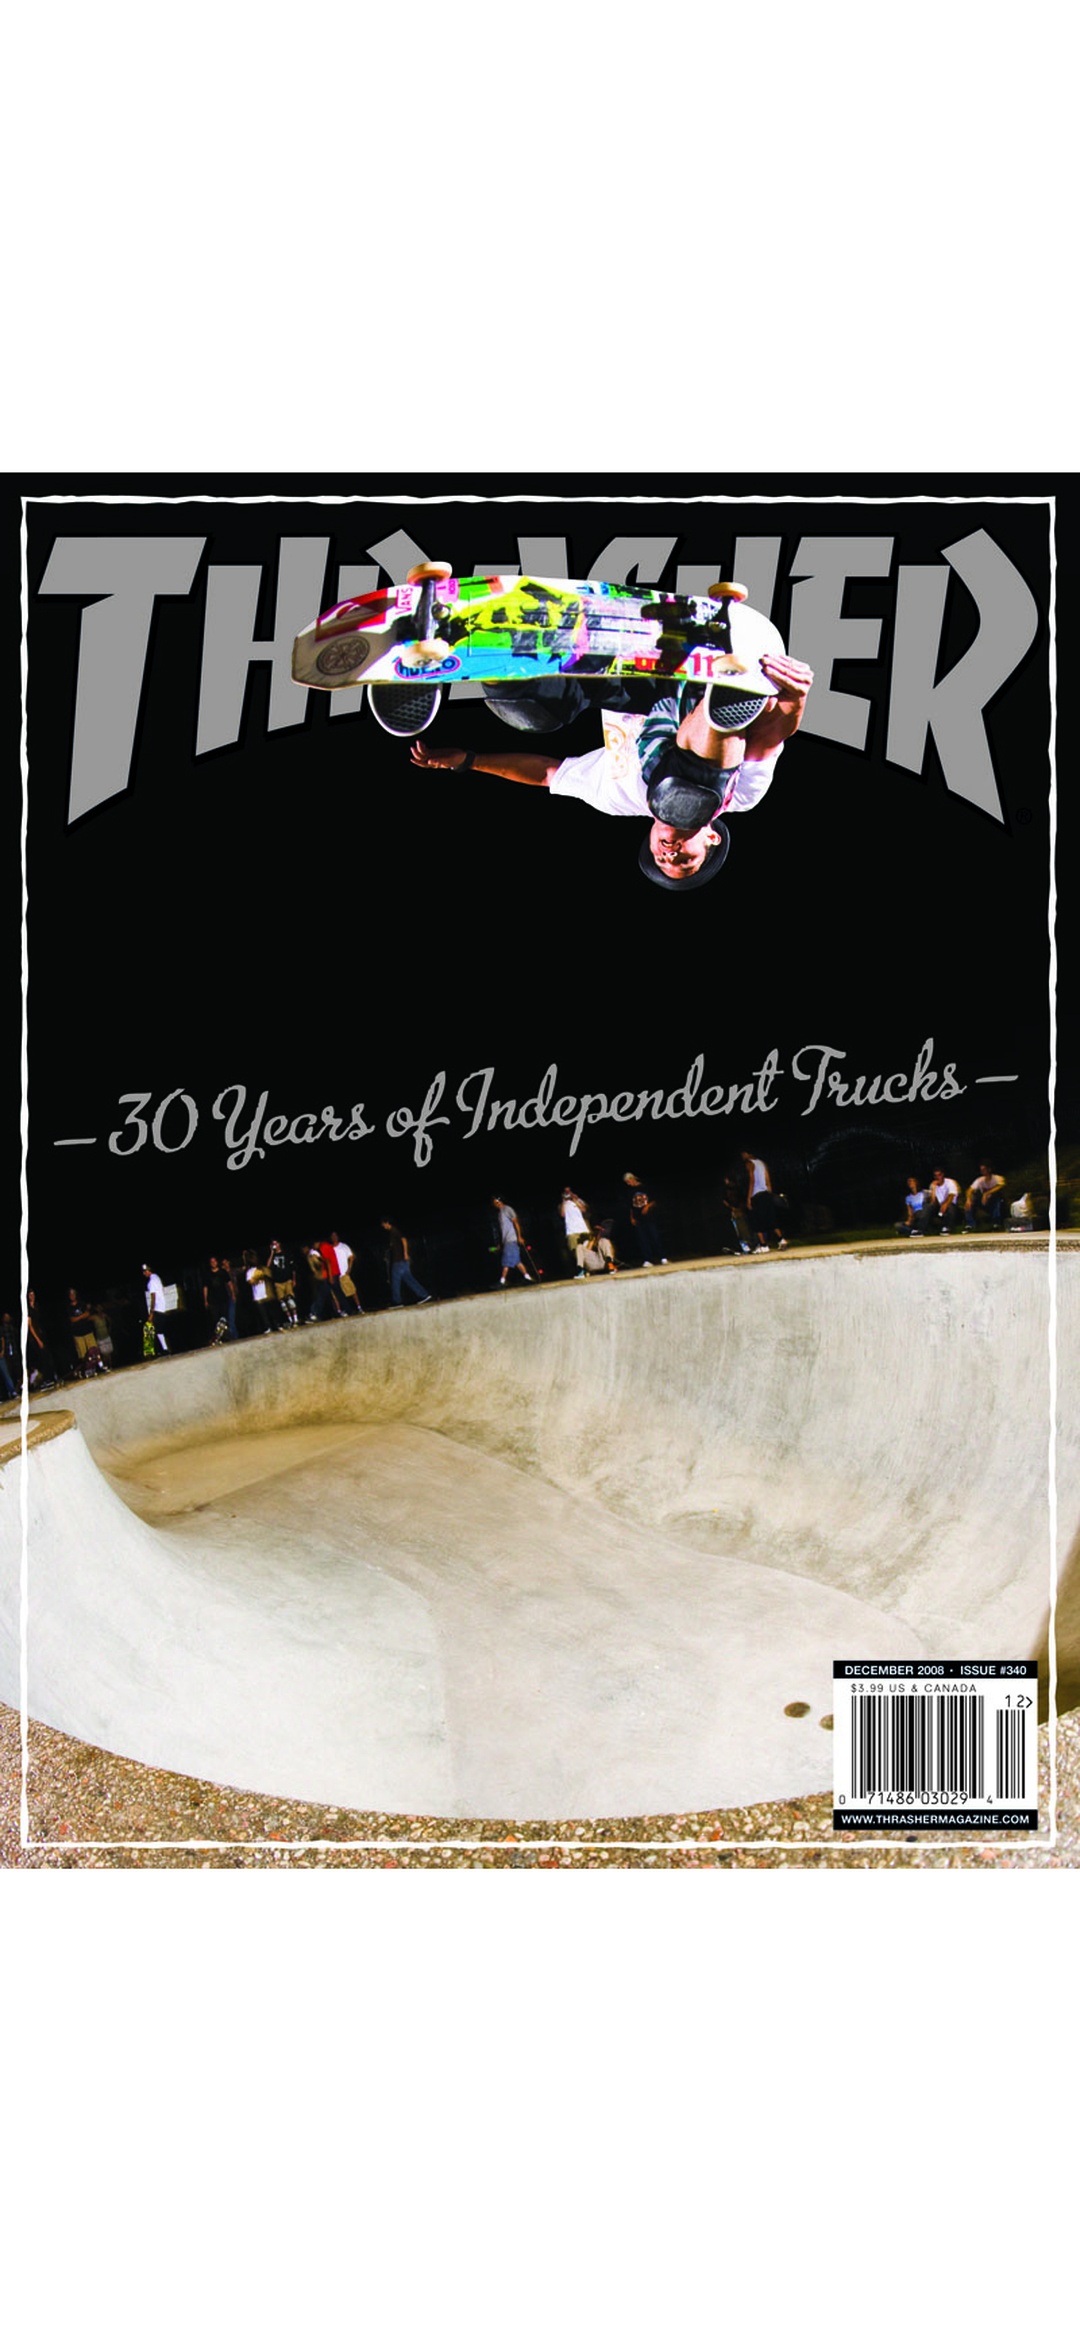 THRASHER
®
– 30 Years of Independent Trucks –
VANS
DECEMBER 2008 · ISSUE #340
$3.99 US & CANADA
12>
0 71486 03029 4
WWW.THRASHERMAGAZINE.COM